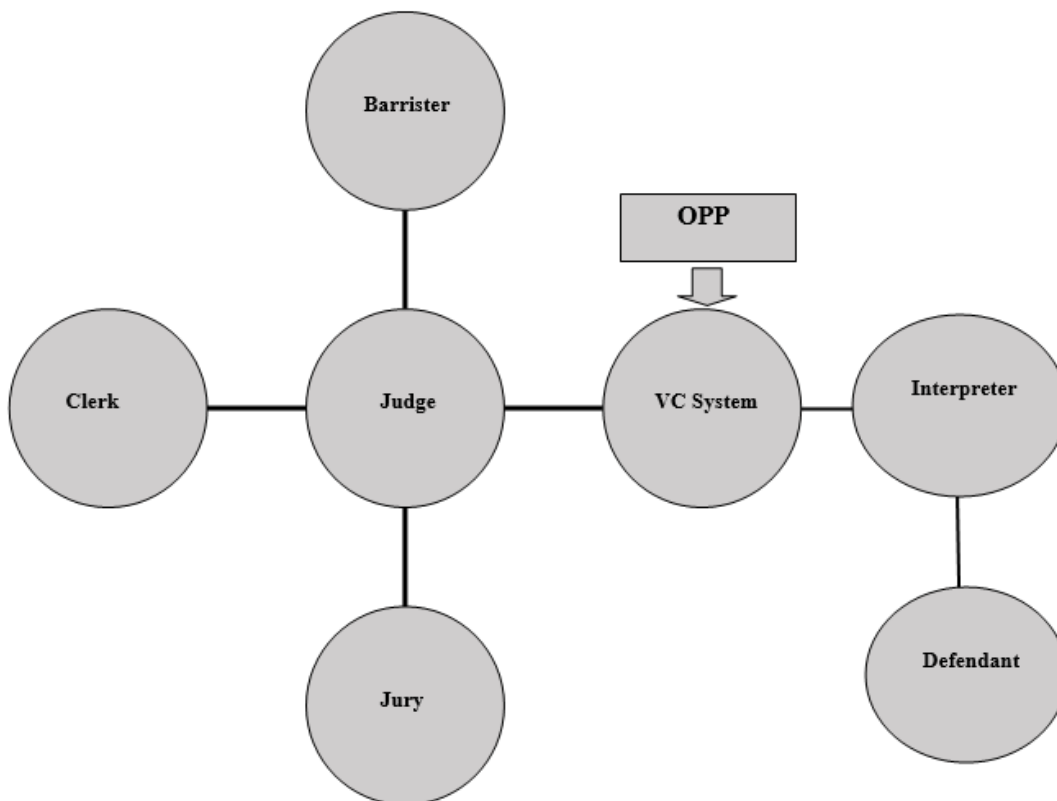 Barrister
OPP
Clerk
Judge
VC System
Interpreter
Defendant
Jury